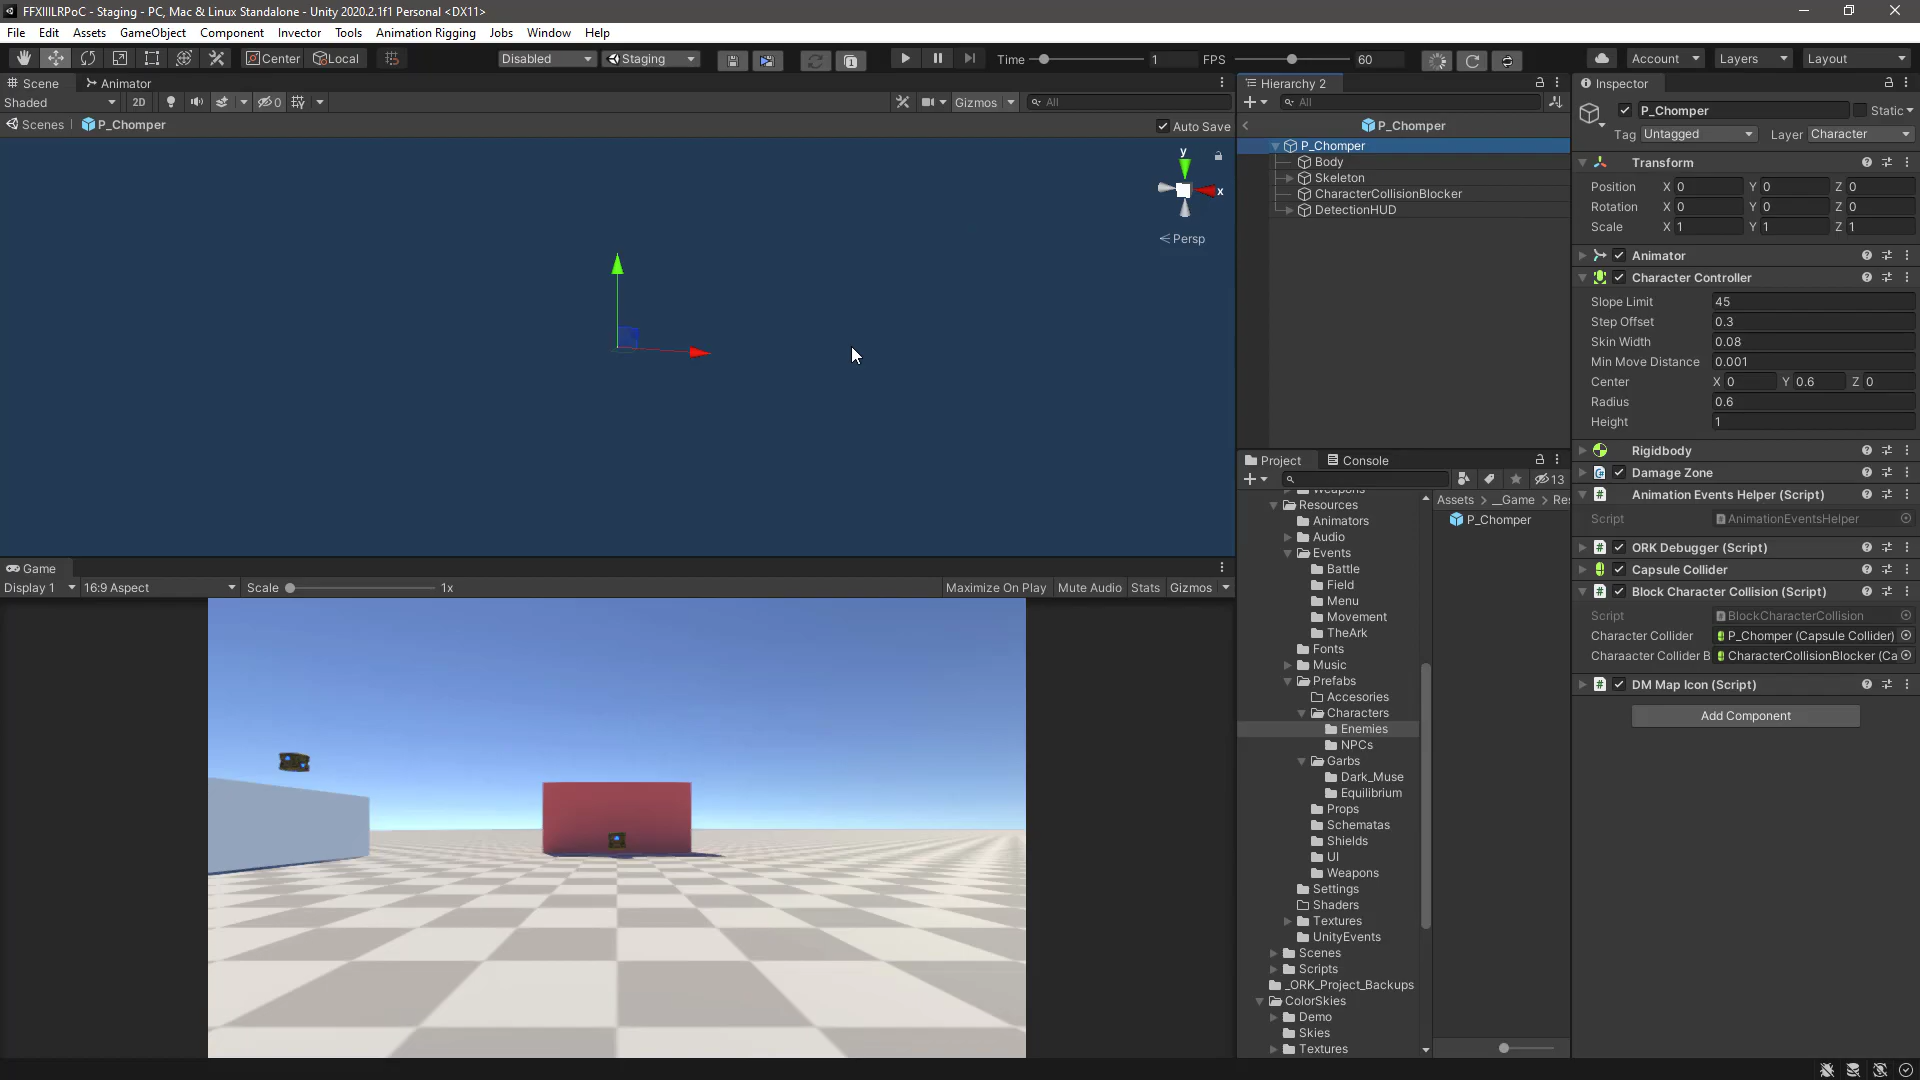 FFXIIILRPoC - Staging - PC, Mac & Linux Standalone - Unity 2020.2.1f1 Personal <DX11>
File Edit Assets GameObject Component Invector Tools Animation Rigging Jobs Window Help
Center Local Disabled Staging Time 1 FPS 60 Account Layers Layout
Scene Animator
Shaded 2D 0 Gizmos All
Scenes P_Chomper Auto Save
y
x
Persp
Game
Display 1 16:9 Aspect Scale 1x Maximize On Play Mute Audio Stats Gizmos
Hierarchy 2
All
P_Chomper
P_Chomper
Body
Skeleton
CharacterCollisionBlocker
DetectionHUD
Project Console
13
Weapons
Resources
Animators
Audio
Events
Battle
Field
Menu
Movement
TheArk
Fonts
Music
Prefabs
Accesories
Characters
Enemies
NPCs
Garbs
Dark_Muse
Equilibrium
Props
Schematas
Shields
UI
Weapons
Settings
Shaders
Textures
UnityEvents
Scenes
Scripts
_ORK_Project_Backups
ColorSkies
Demo
Skies
Textures
Assets > __Game > Res
P_Chomper
Inspector
P_Chomper Static
Tag Untagged Layer Character
Transform
Position X 0 Y 0 Z 0
Rotation X 0 Y 0 Z 0
Scale X 1 Y 1 Z 1
Animator
Character Controller
Slope Limit 45
Step Offset 0.3
Skin Width 0.08
Min Move Distance 0.001
Center X 0 Y 0.6 Z 0
Radius 0.6
Height 1
Rigidbody
Damage Zone
Animation Events Helper (Script)
Script AnimationEventsHelper
ORK Debugger (Script)
Capsule Collider
Block Character Collision (Script)
Script BlockCharacterCollision
Character Collider P_Chomper (Capsule Collider)
Charaacter Collider B CharacterCollisionBlocker (Ca
DM Map Icon (Script)
Add Component